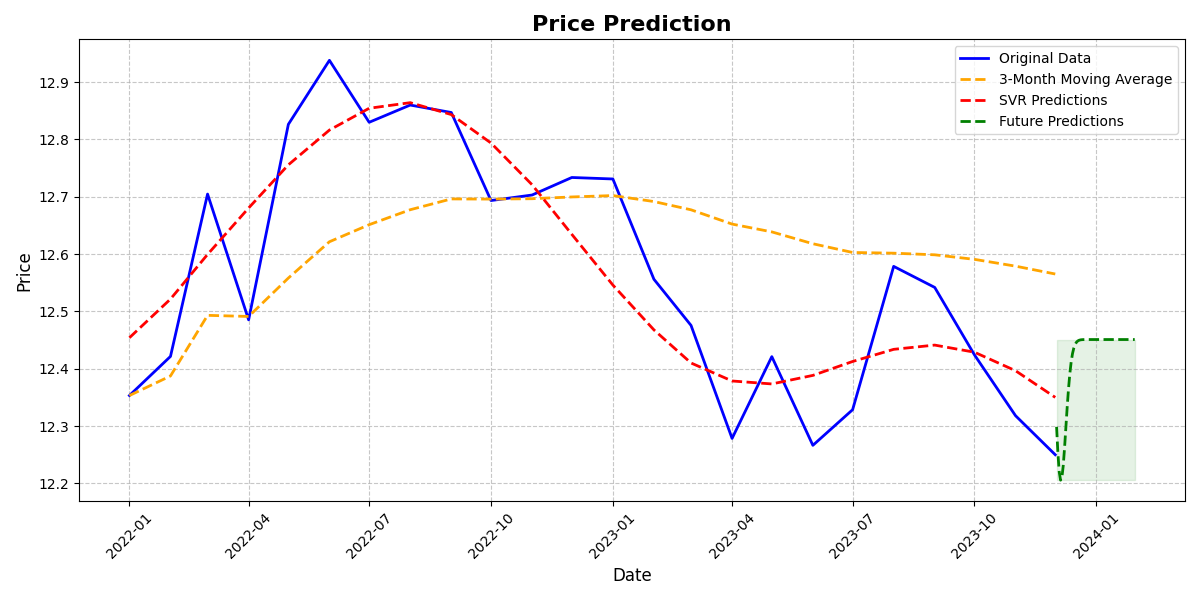 Price Prediction
Original Data
3-Month Moving Average
SVR Predictions
Future Predictions
Price
12.9
12.8
12.7
12.6
12.5
12.4
12.3
12.2
2022-01
2022-04
2022-07
2022-10
2023-01
2023-04
2023-07
2023-10
2024-01
Date